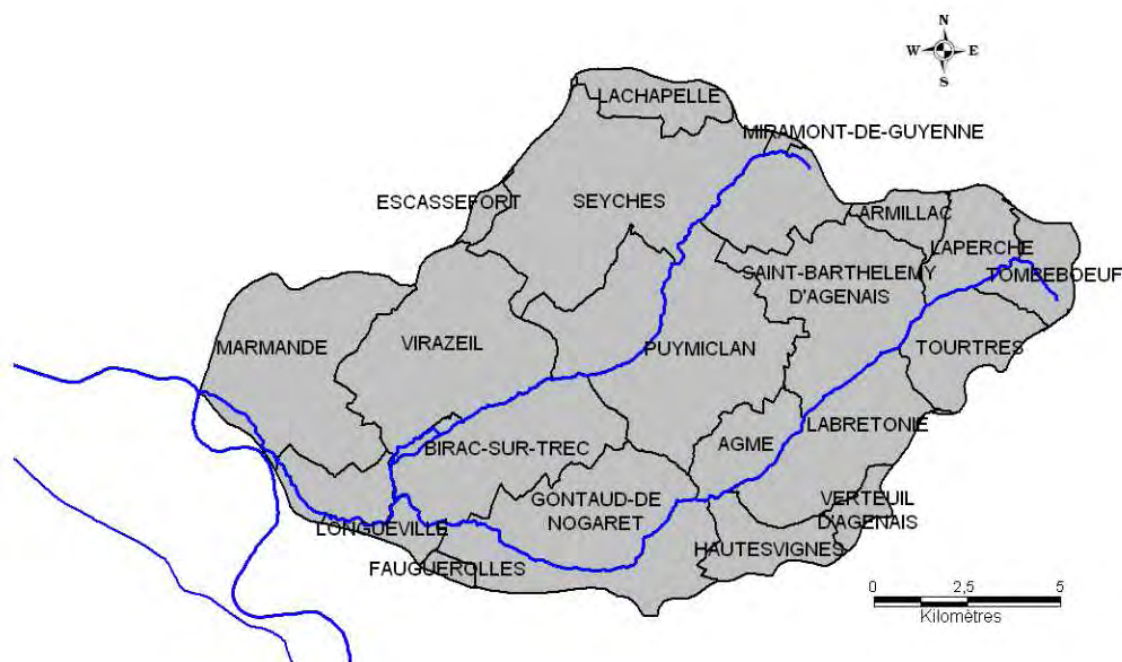 N
W E
S
LACHAPELLE
MIRAMONT-DE-GUYENNE
ESCASSEFORT
SEYCHES
ARMILLAC
LAPERCHE
SAINT-BARTHELEMY
D'AGENAIS
TOMBEBOEUF
MARMANDE
VIRAZEIL
PUYMICLAN
TOURTRES
LABRETONIE
AGME
BIRAC-SUR-TREC
GONTAUD-DE
NOGARET
VERTEUIL
D'AGENAIS
LONGUEVILLE
HAUTESVIGNES
FAUGUEROLLES
0 2,5 5
Kilomètres